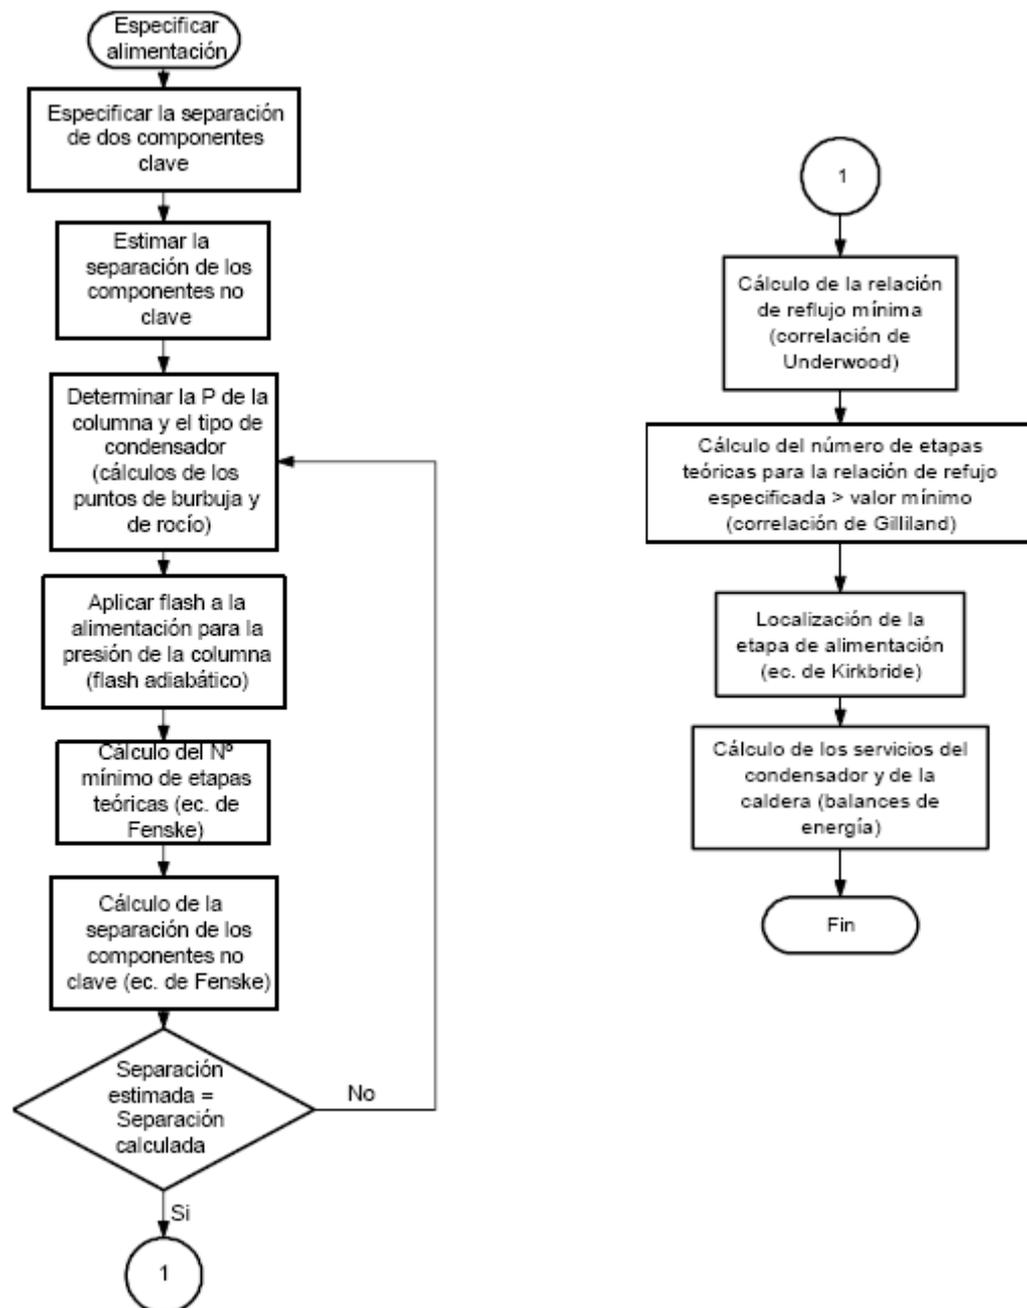 Especificar
alimentación
Especificar la separación
de dos componentes
clave
Estimar la
separación de los
componentes no
clave
Determinar la P de la
columna y el tipo de
condensador
(cálculos de los
puntos de burbuja y
de rocío)
Aplicar flash a la
alimentación para la
presión de la columna
(flash adiabático)
Cálculo del Nº
mínimo de etapas
teóricas (ec. de
Fenske)
Cálculo de la
separación de los
componentes no
clave (ec. de Fenske)
Separación
estimada =
Separación
calculada
No
Si
1
1
Cálculo de la relación
de reflujo mínima
(correlación de
Underwood)
Cálculo del número de etapas
teóricas para la relación de refujo
especificada > valor mínimo
(correlación de Gilliland)
Localización de la
etapa de alimentación
(ec. de Kirkbride)
Cálculo de los servicios del
condensador y de la
caldera (balances de
energía)
Fin